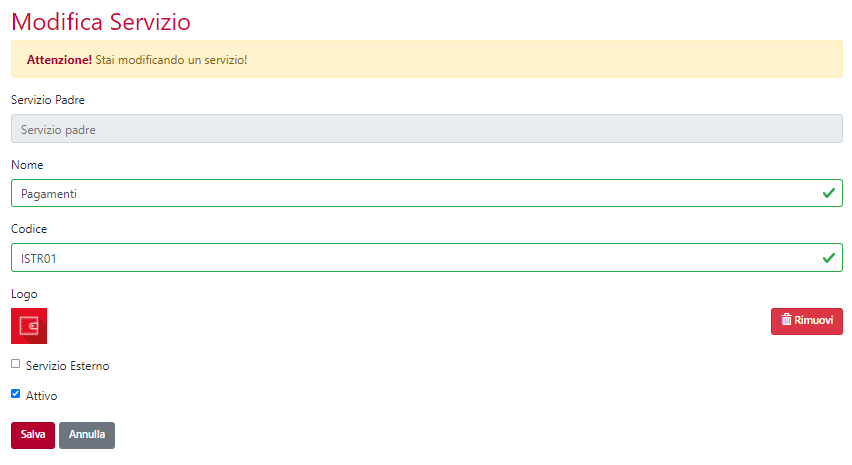 Modifica Servizio
Attenzione! Stai modificando un servizio!
Servizio Padre
Servizio padre
Nome
Pagamenti
Codice
ISTR01
Logo
Rimuovi
Servizio Esterno
Attivo
Salva Annulla